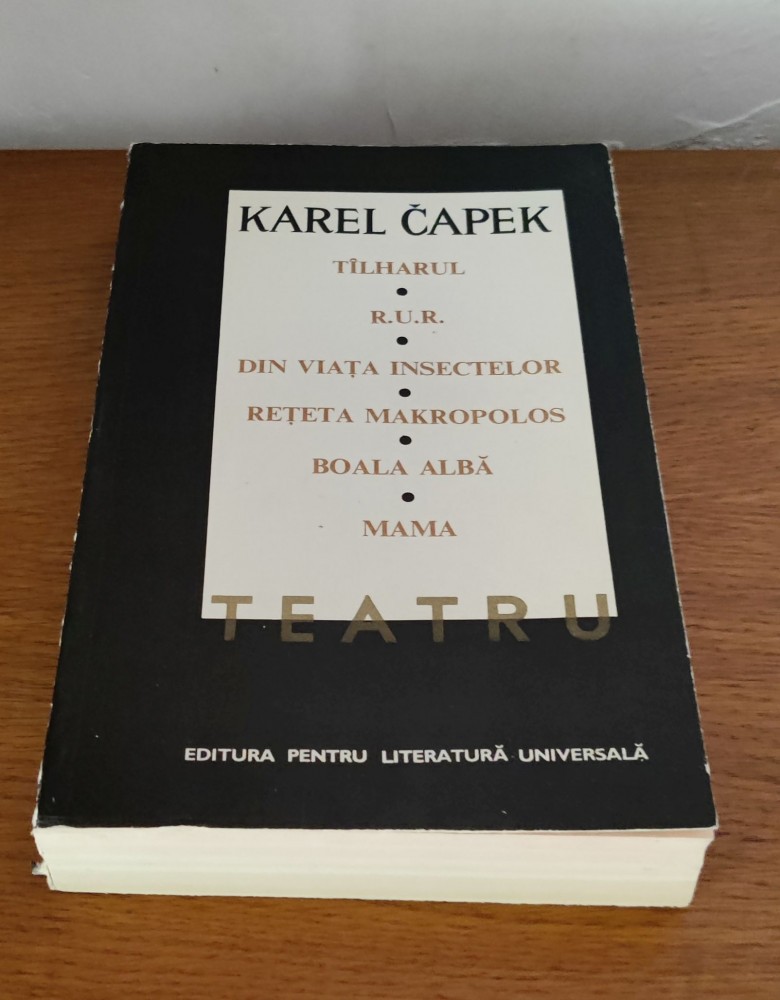 KAREL ČAPEK
TÎLHARUL
R.U.R.
DIN VIAȚA INSECTELOR
REȚETA MAKROPOLOS
BOALA ALBĂ
MAMA
TEATRU
EDITURA PENTRU LITERATURĂ UNIVERSALĂ